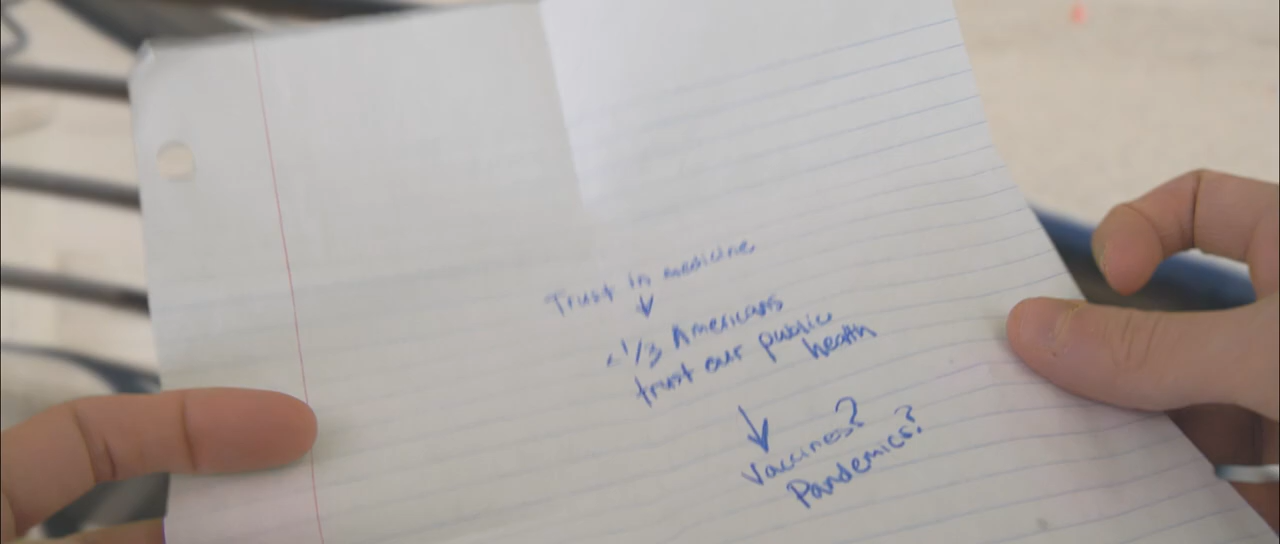 Trust in medicine
↓
<1/3 Americans
trust our public
health
↓
Vaccines?
Pandemics?